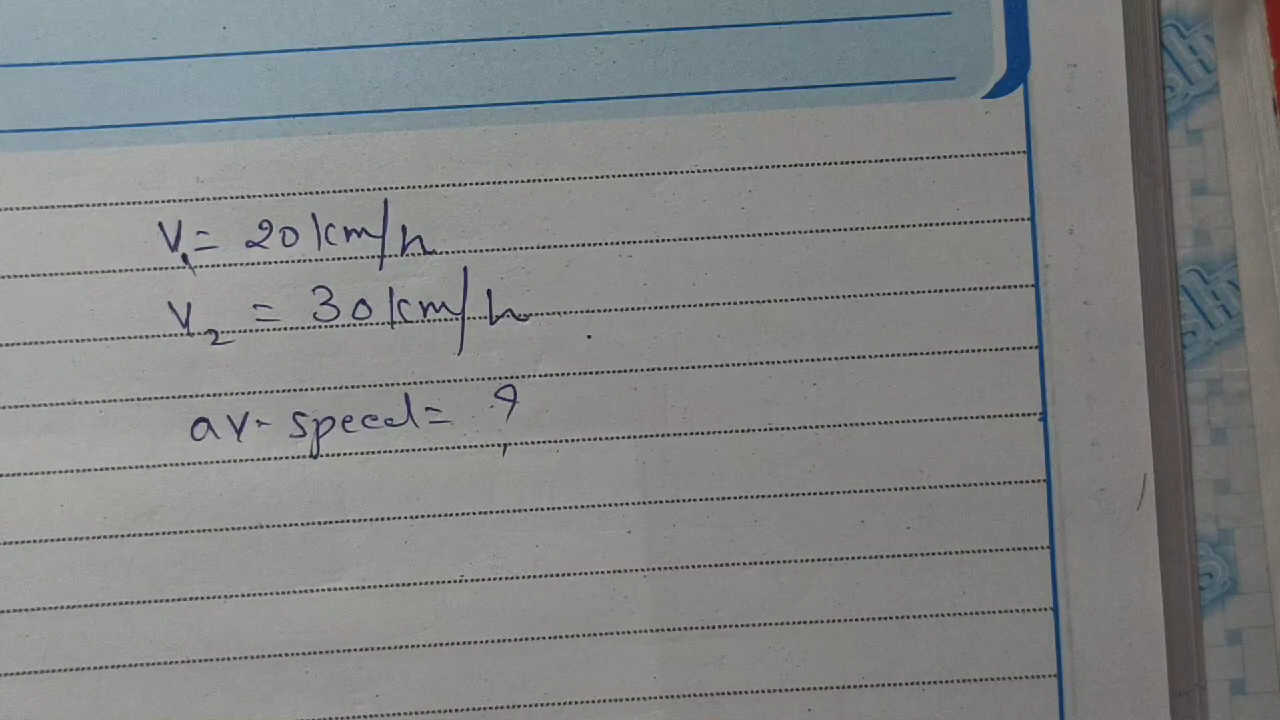 V₁ = 20 km/h
V₂ = 30 km/h
av. speed = ?